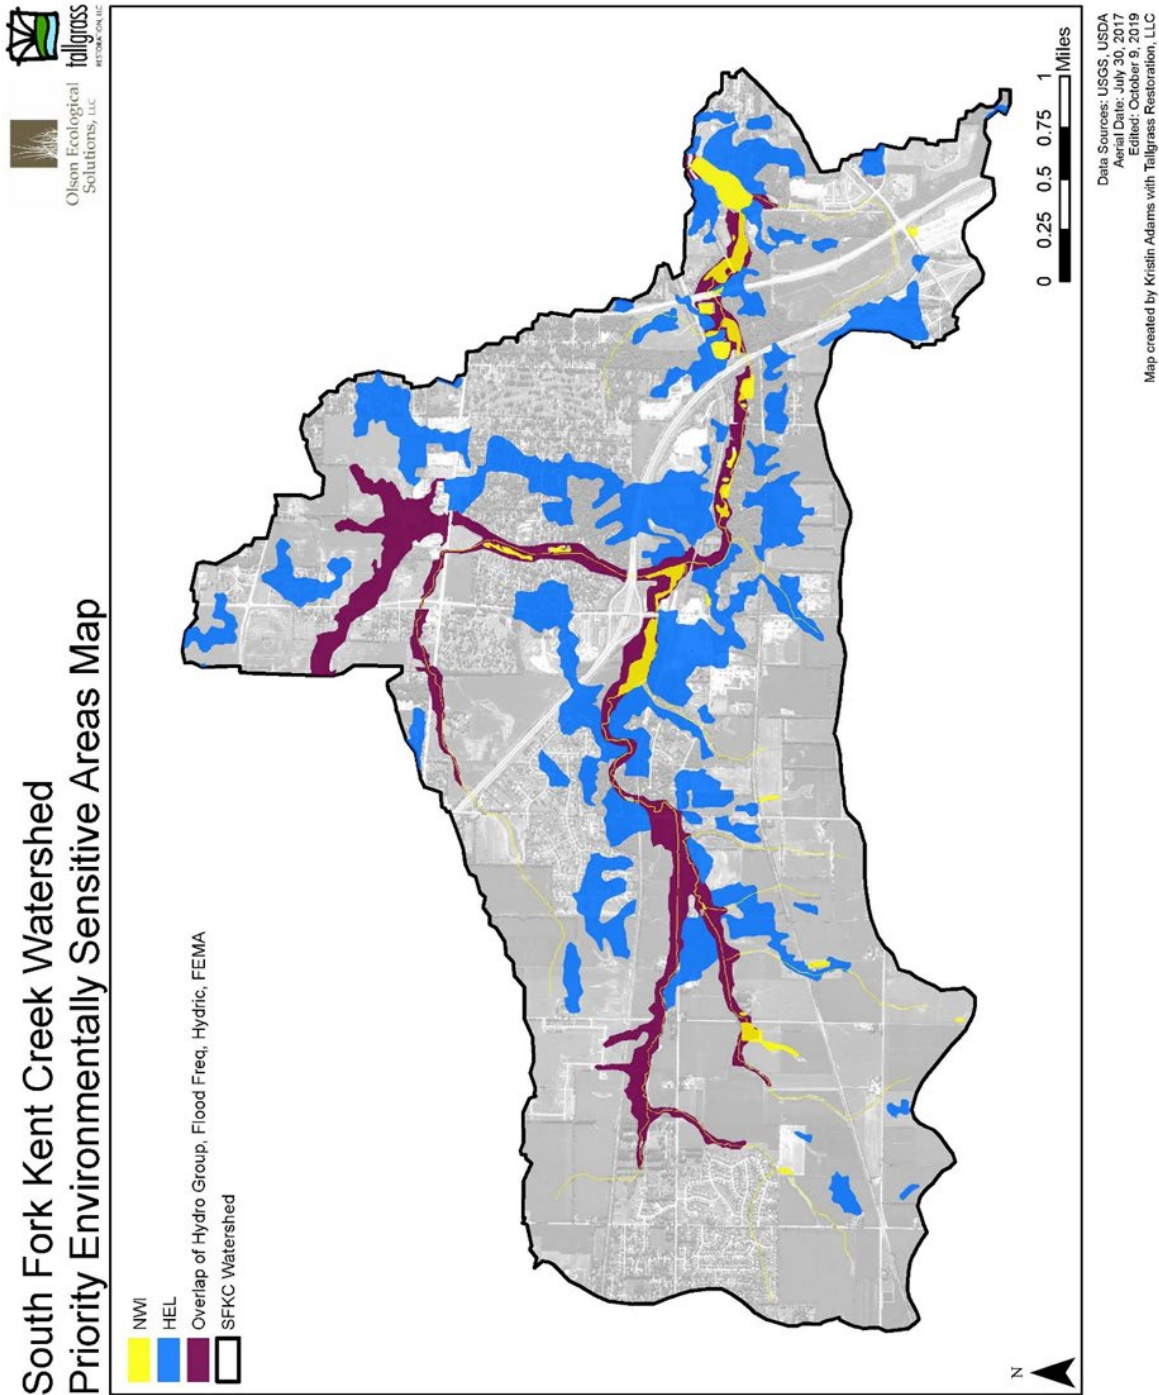 South Fork Kent Creek Watershed
Priority Environmentally Sensitive Areas Map
Olson Ecological
Solutions, LLC
tallgrass
RESTORATION, LLC
NWI
HEL
Overlap of Hydro Group, Flood Freq, Hydric, FEMA
SFKC Watershed
N
0 0.25 0.5 0.75 1
Miles
Data Sources: USGS, USDA
Aerial Date: July 30, 2017
Edited: October 9, 2019
Map created by Kristin Adams with Tallgrass Restoration, LLC